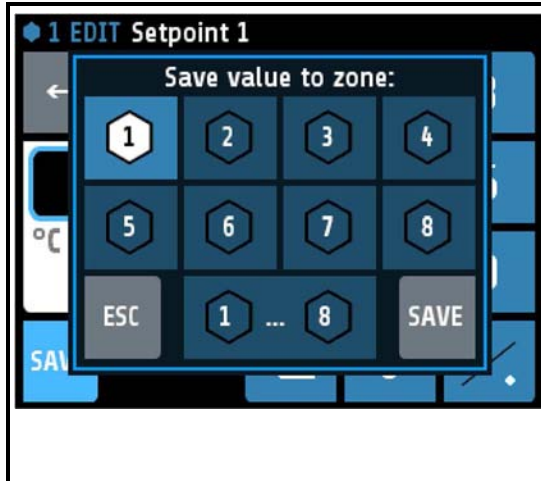 1 EDIT Setpoint 1
Save value to zone:
1 2 3 4
5 6 7 8
°C
ESC 1 ... 8 SAVE